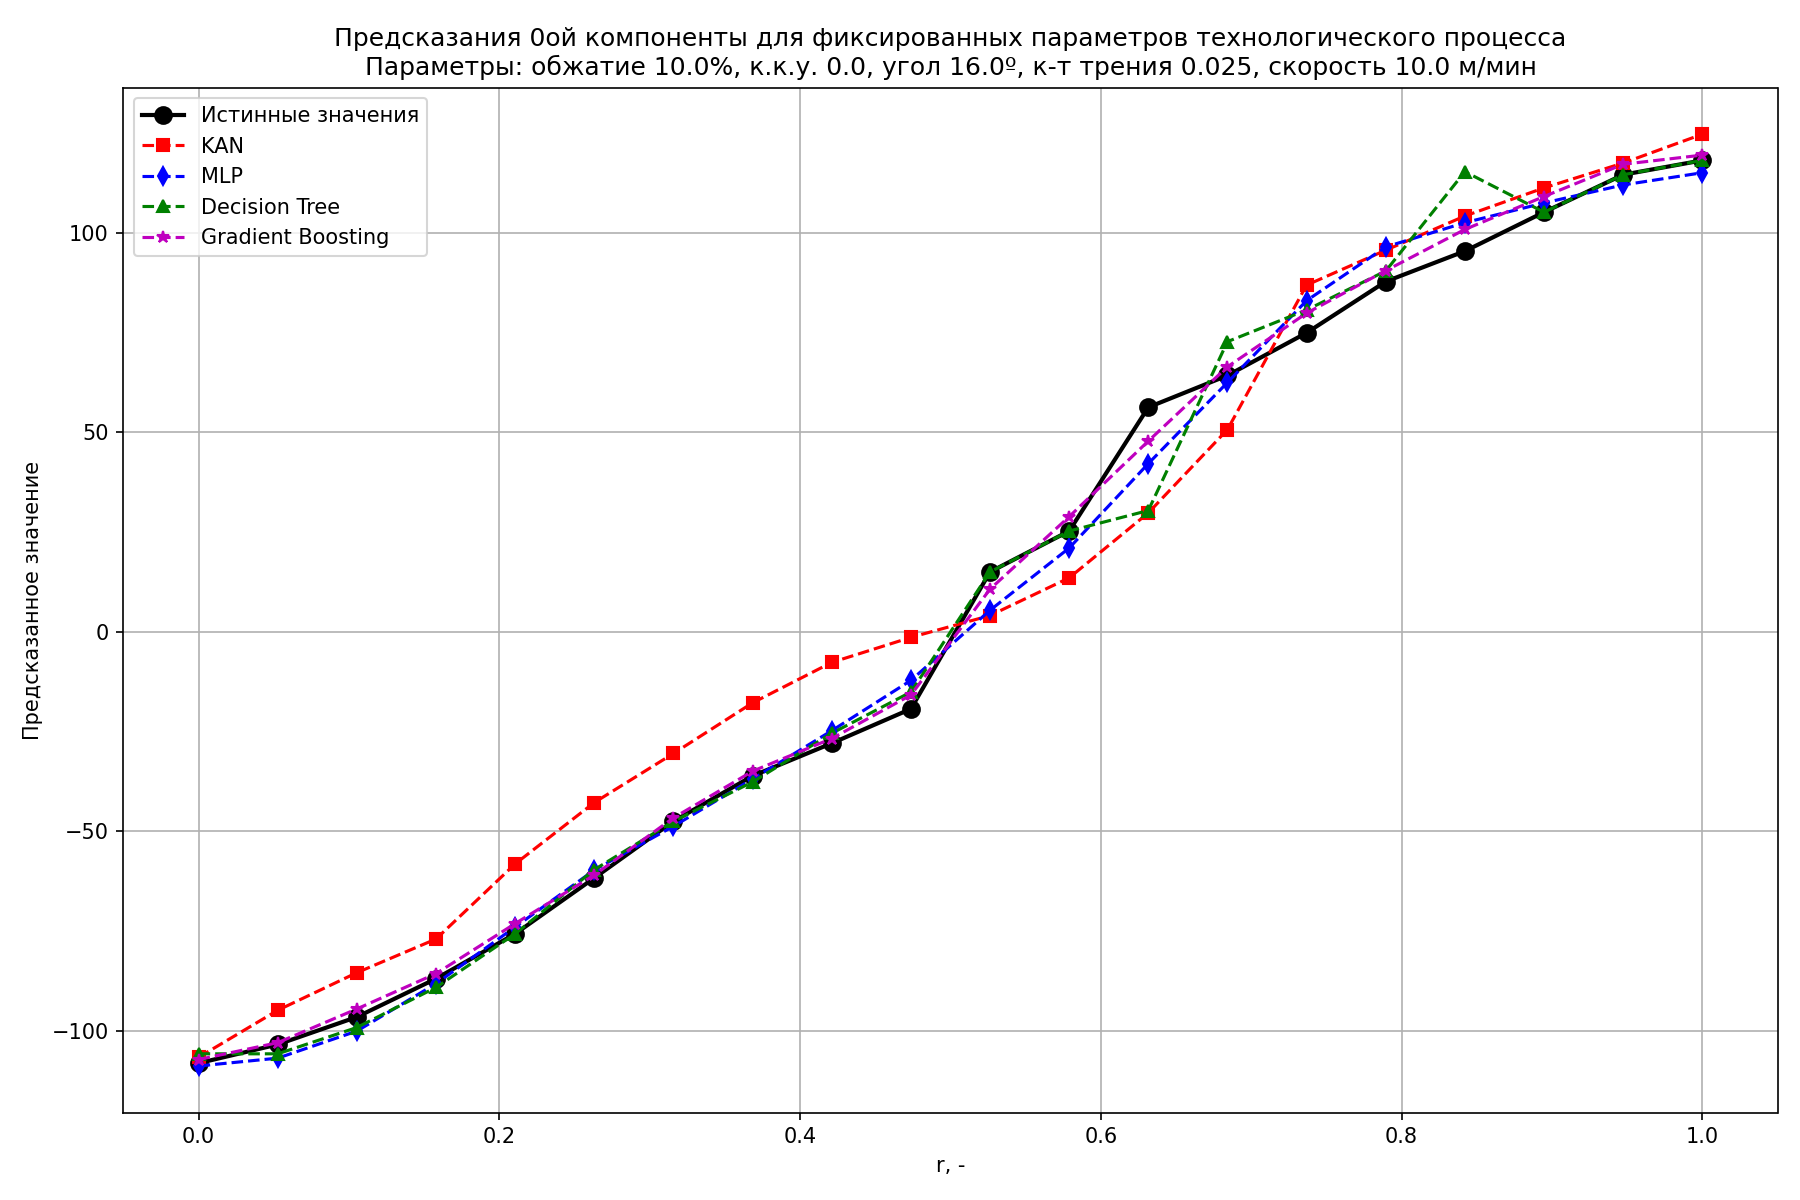 Предсказания 0ой компоненты для фиксированных параметров технологического процесса
Параметры: обжатие 10.0%, к.к.у. 0.0, угол 16.0º, к-т трения 0.025, скорость 10.0 м/мин
Истинные значения
KAN
MLP
Decision Tree
Gradient Boosting
Предсказанное значение
100
50
0
−50
−100
0.0 0.2 0.4 0.6 0.8 1.0
r, -